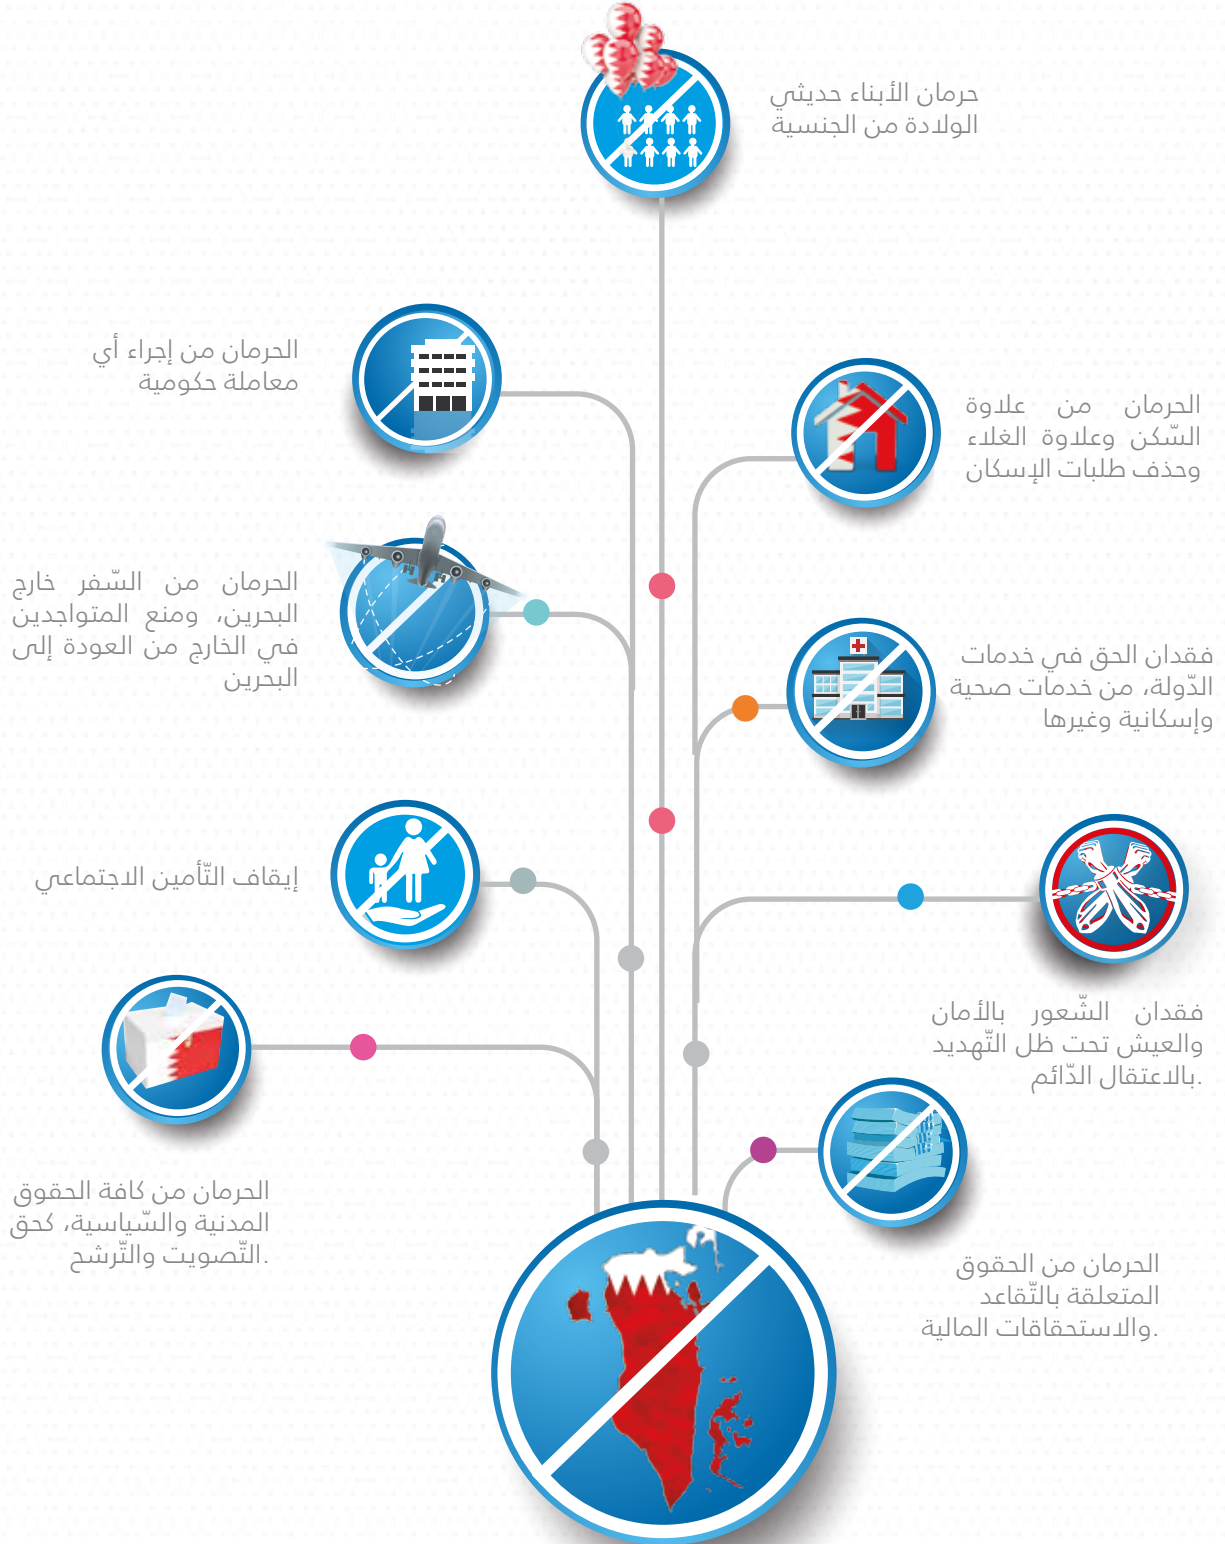 حرمان الأبناء حديثي
الولادة من الجنسية
الحرمان من إجراء أي
معاملة حكومية
الحرمان من علاوة
السّكن وعلاوة الغلاء
وحذف طلبات الإسكان
الحرمان من السّفر خارج
البحرين، ومنع المتواجدين
في الخارج من العودة إلى
البحرين
فقدان الحق في خدمات
الدّولة، من خدمات صحية
وإسكانية وغيرها
إيقاف التّأمين الاجتماعي
فقدان الشّعور بالأمان
والعيش تحت ظل التّهديد
بالاعتقال الدّائم.
الحرمان من كافة الحقوق
المدنية والسّياسية، كحق
التّصويت والتّرشح.
الحرمان من الحقوق
المتعلقة بالتّقاعد
والاستحقاقات المالية.